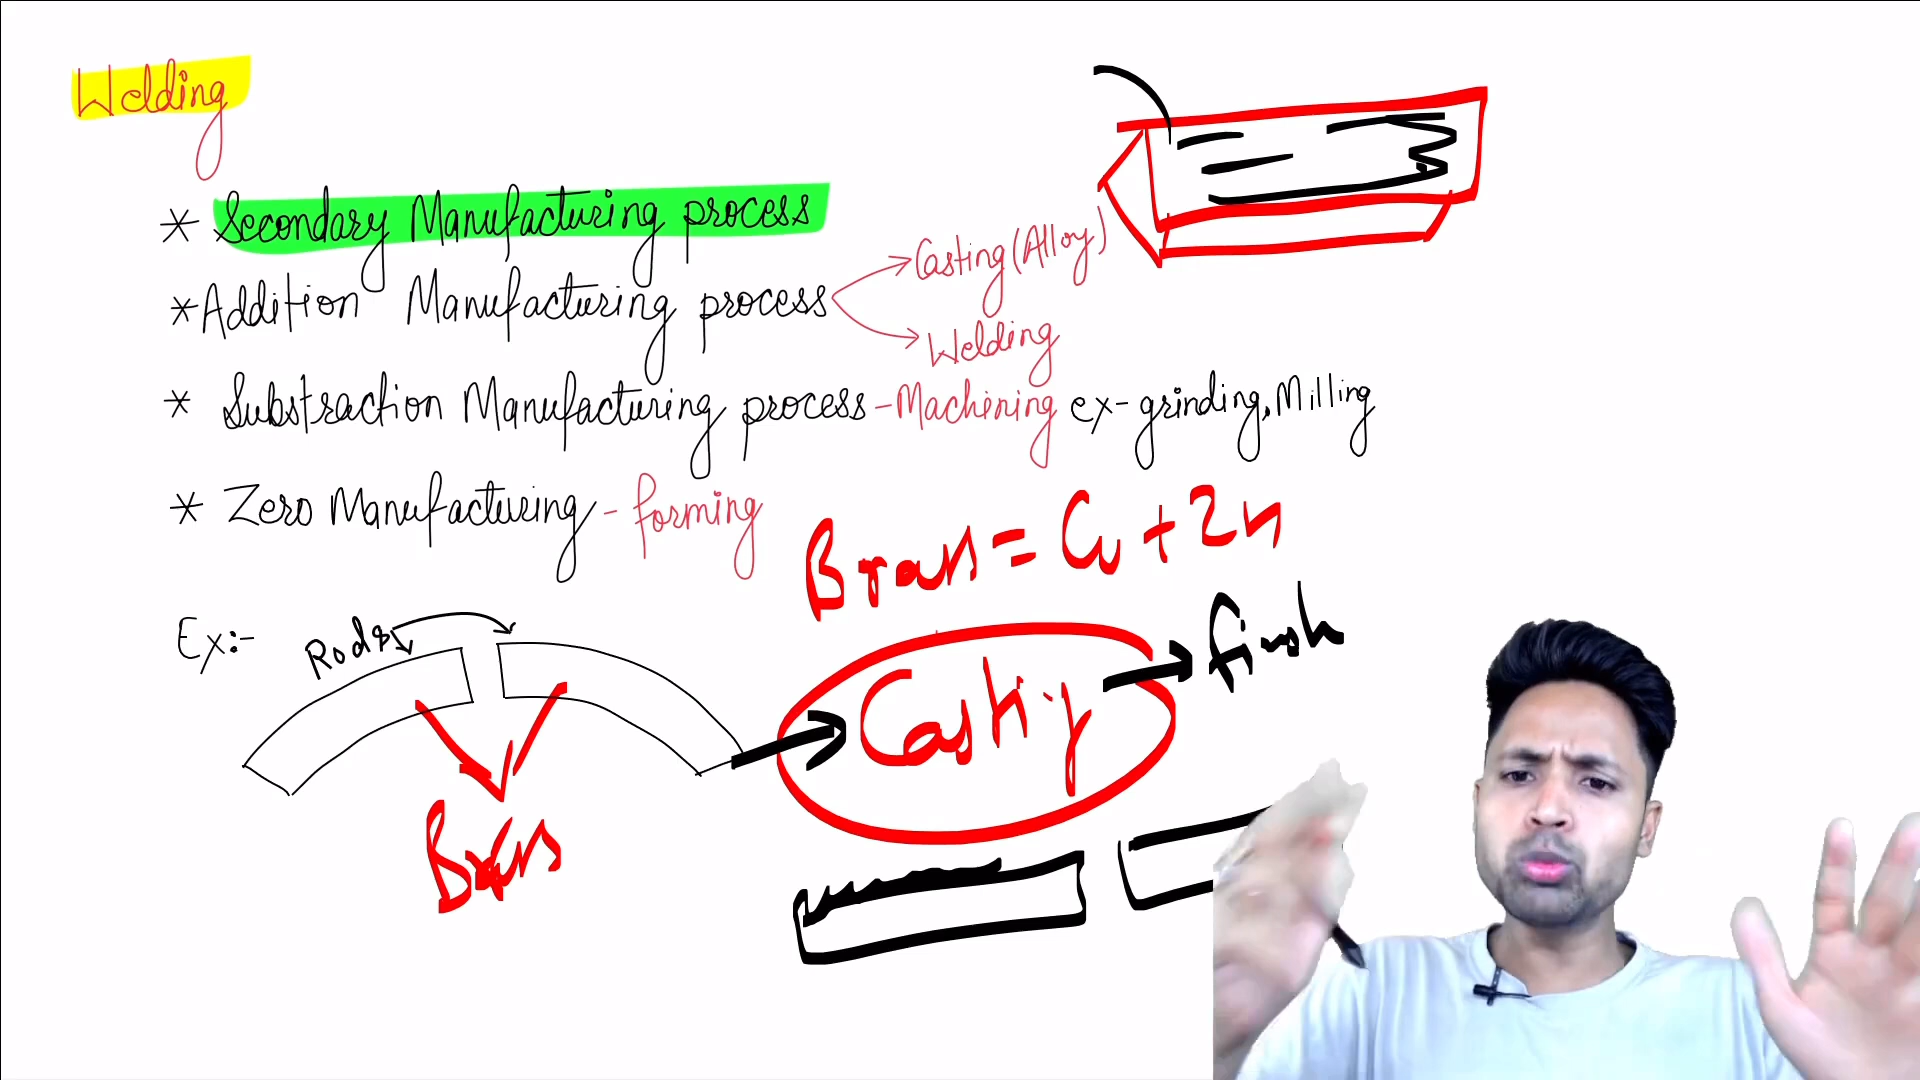 Welding
* Secondary Manufacturing process
*Addition Manufacturing process
Casting (Alloy)
Welding
* Substraction Manufacturing process - Machining ex- grinding, Milling
* Zero Manufacturing - forming
Brass = Cu + Zn
Ex:-
Rods
Casting
finsh
Brass